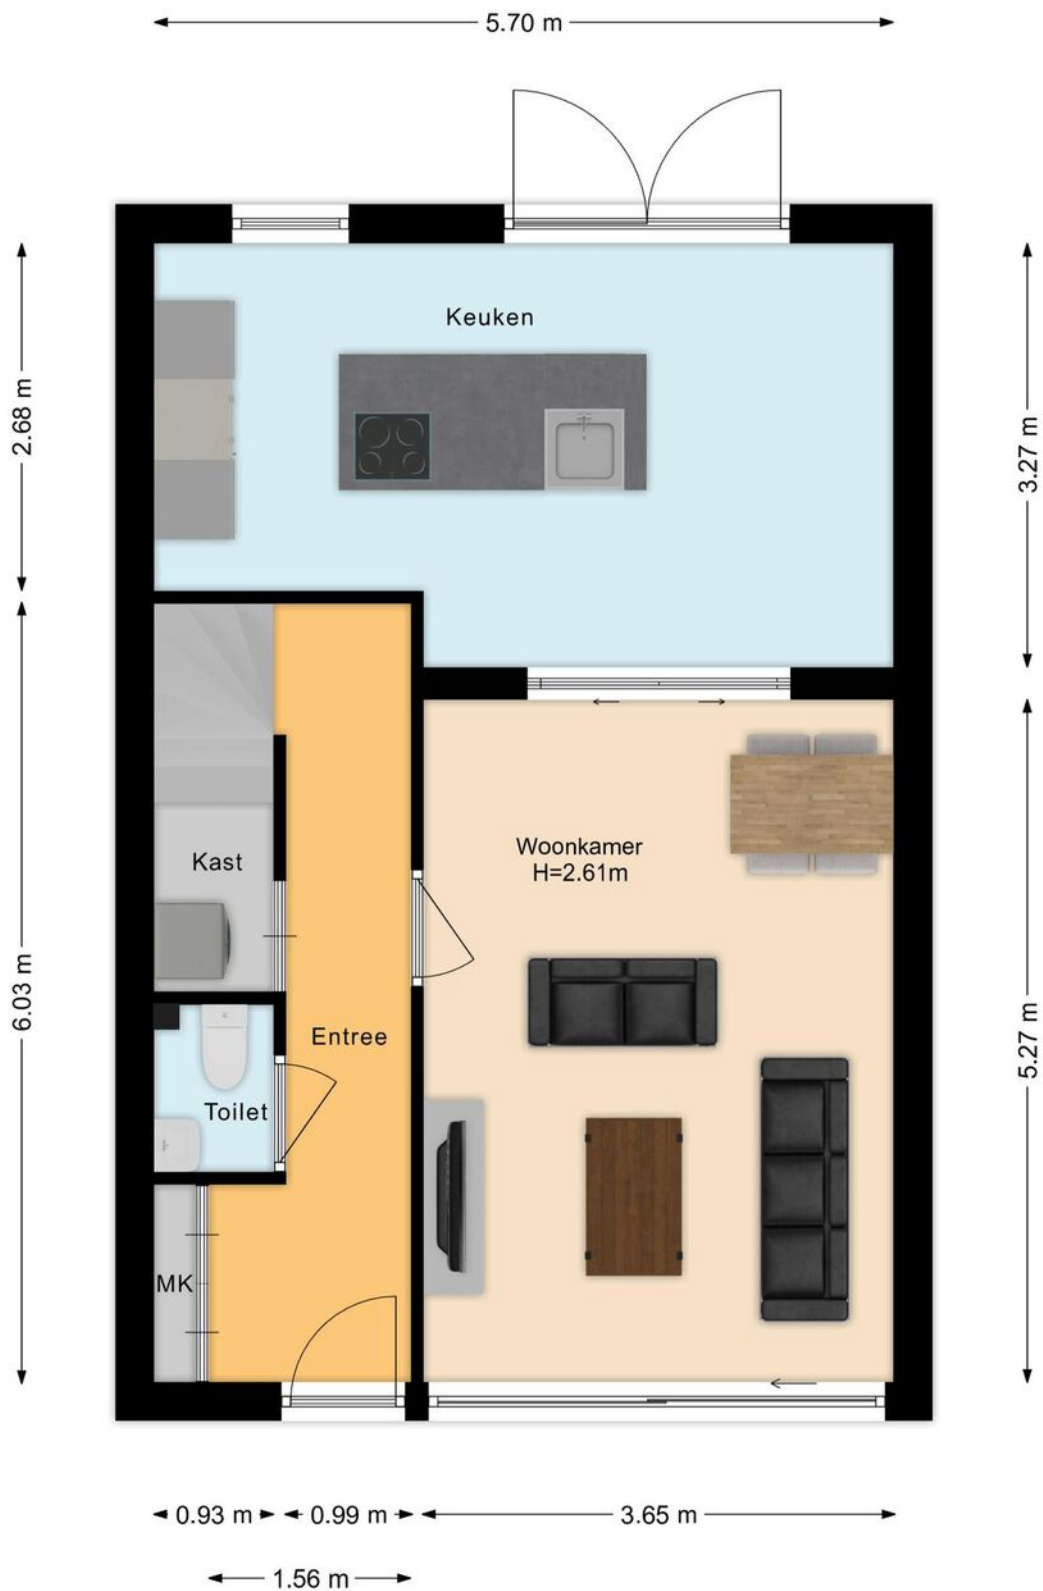 5.70 m
Keuken
2.68 m
3.27 m
Woonkamer
H=2.61m
Kast
6.03 m
Entree
5.27 m
Toilet
MK
0.93 m
0.99 m
3.65 m
1.56 m